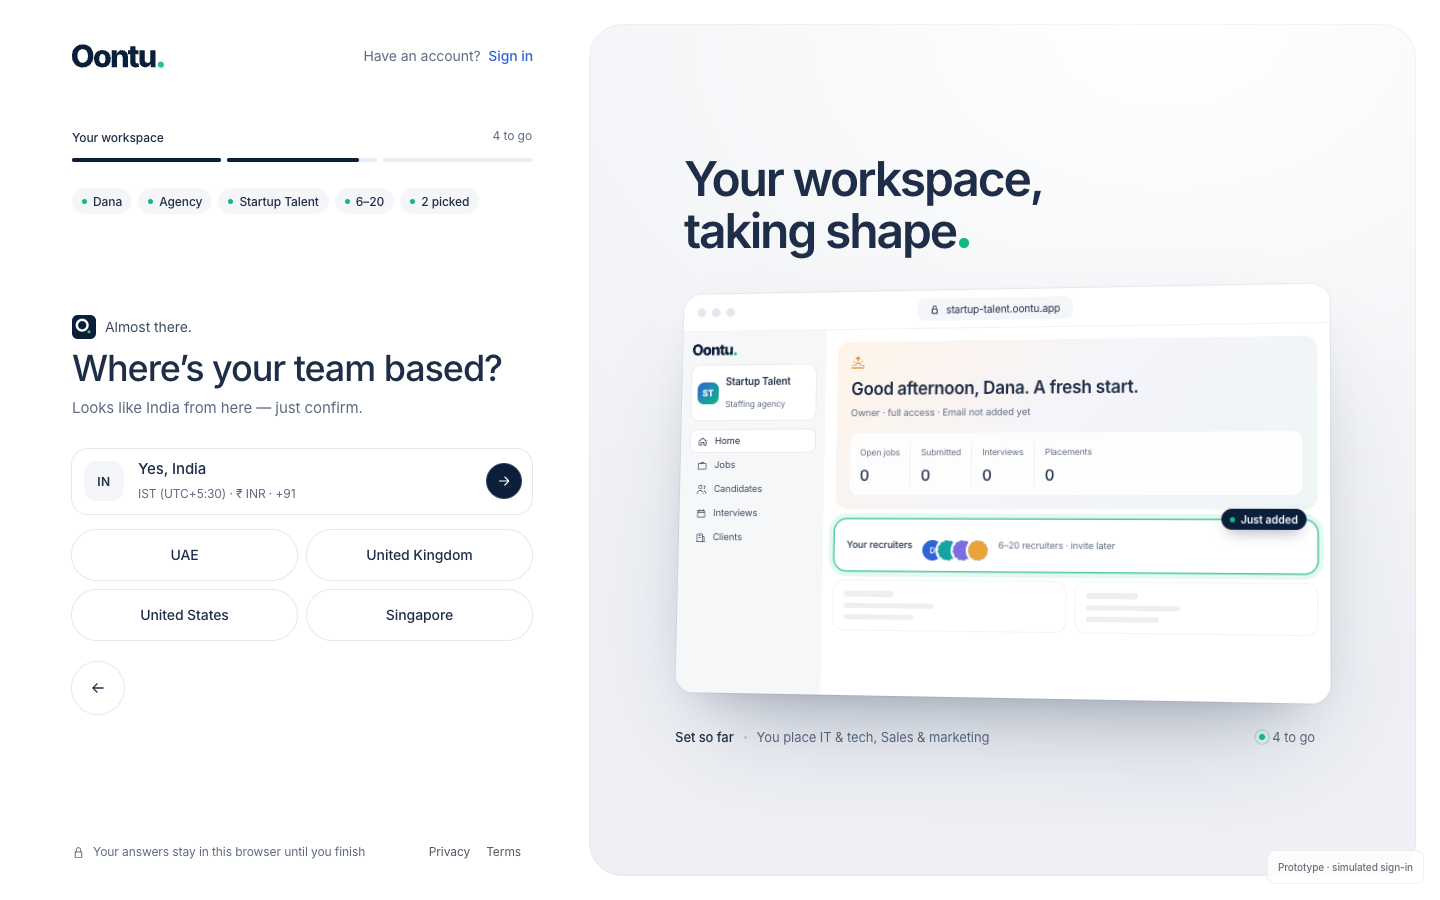 Oontu.
Have an account? Sign in
Your workspace
4 to go
Dana
Agency
Startup Talent
6–20
2 picked
Almost there.
Where’s your team based?
Looks like India from here — just confirm.
IN
Yes, India
IST (UTC+5:30) · ₹ INR · +91
UAE
United Kingdom
United States
Singapore
Your answers stay in this browser until you finish
Privacy
Terms
Your workspace,
taking shape.
startup-talent.oontu.app
Oontu.
ST
Startup Talent
Staffing agency
Home
Jobs
Candidates
Interviews
Clients
Good afternoon, Dana. A fresh start.
Owner · full access · Email not added yet
Open jobs
0
Submitted
0
Interviews
0
Placements
0
Just added
Your recruiters
D
6–20 recruiters · invite later
Set so far
You place IT & tech, Sales & marketing
4 to go
Prototype · simulated sign-in